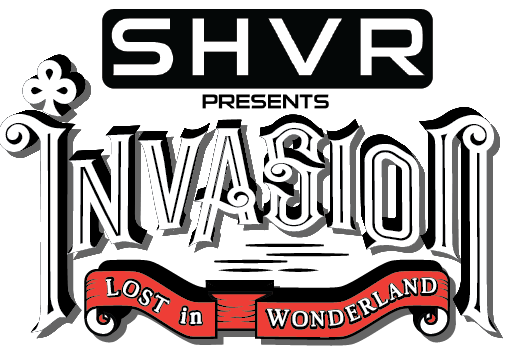 SHVR
PRESENTS
INVASION
LOST in WONDERLAND